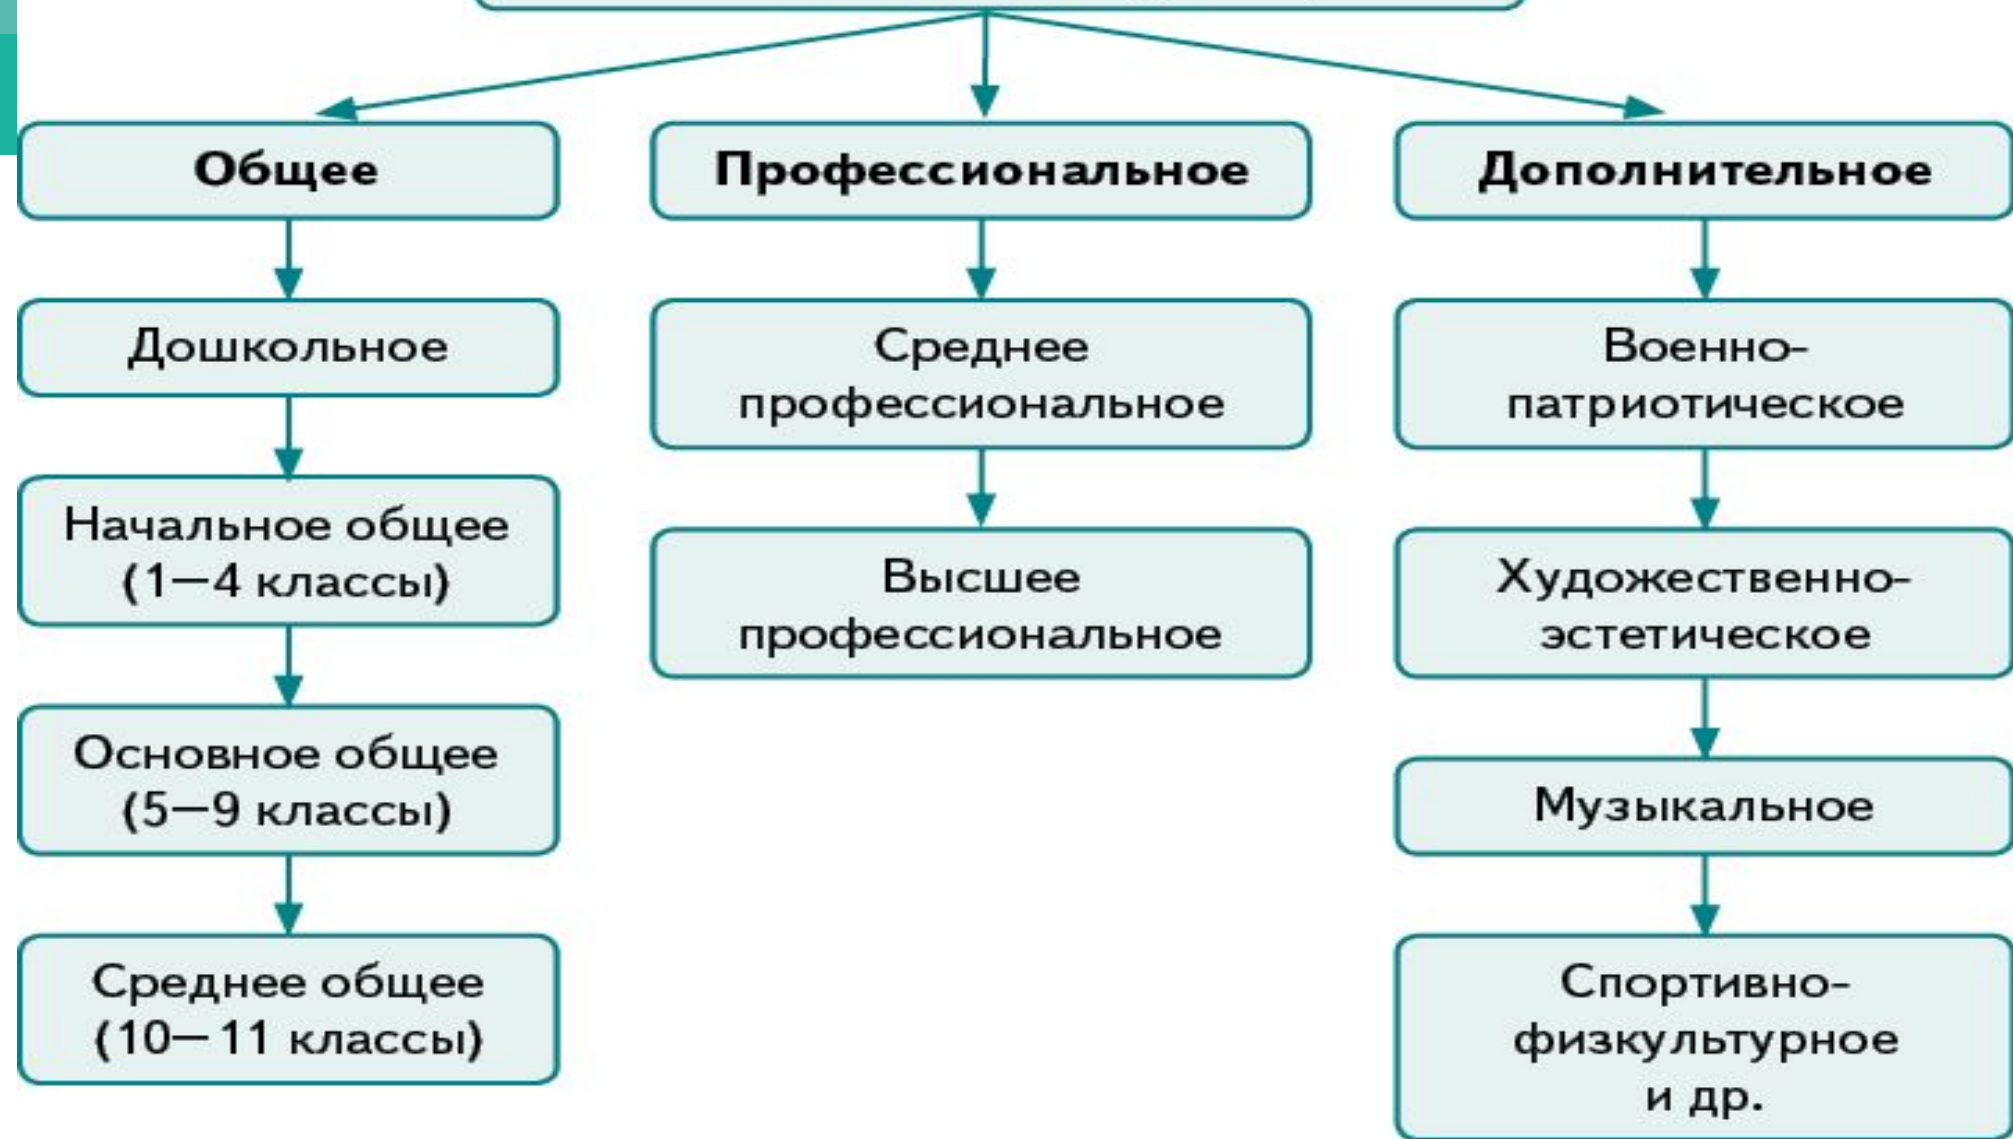 Общее
Дошкольное
Начальное общее
(1—4 классы)
Основное общее
(5—9 классы)
Среднее общее
(10—11 классы)
Профессиональное
Среднее
профессиональное
Высшее
профессиональное
Дополнительное
Военно-
патриотическое
Художественно-
эстетическое
Музыкальное
Спортивно-
физкультурное
и др.